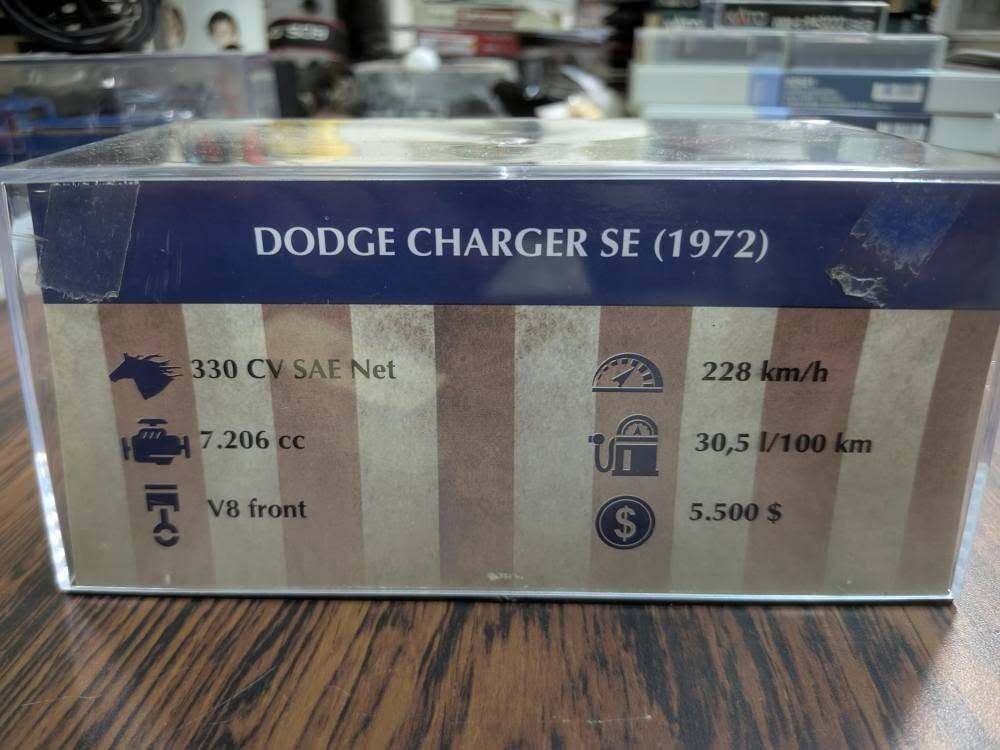 DODGE CHARGER SE (1972)
330 CV SAE Net
7.206 cc
V8 front
228 km/h
30,5 l/100 km
$
5.500 $